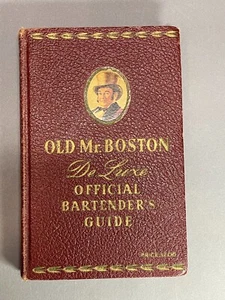 OLD Mr. BOSTON
De Luxe
OFFICIAL
BARTENDER'S
GUIDE